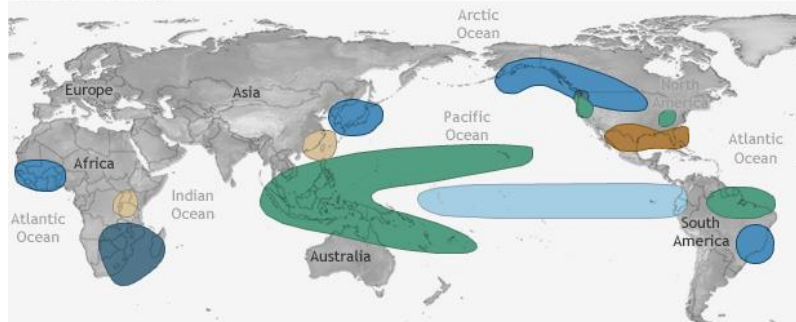 Arctic
Ocean
Europe
Asia
North
America
Pacific
Ocean
Africa
Atlantic
Ocean
Indian
Ocean
Atlantic
Ocean
South
America
Australia